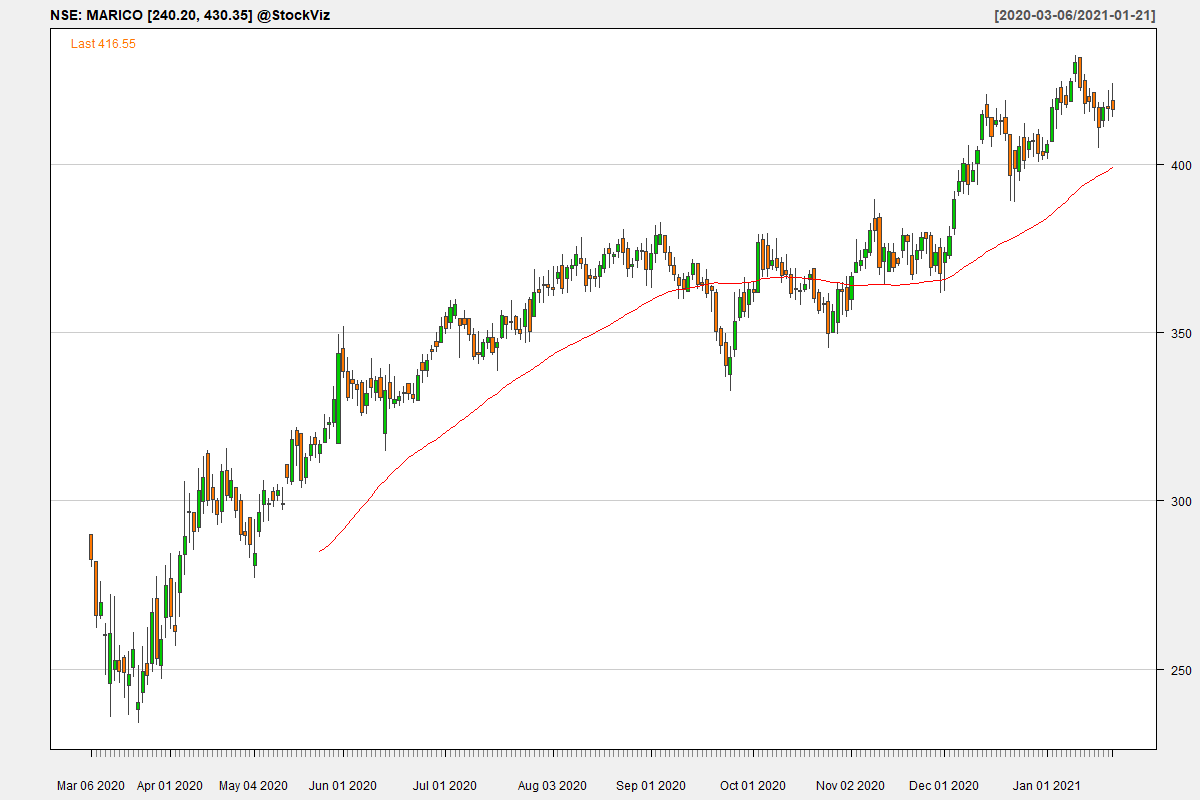 NSE: MARICO [240.20, 430.35] @StockViz
[2020-03-06/2021-01-21]
Last 416.55
400
350
300
250
Mar 06 2020 Apr 01 2020 May 04 2020 Jun 01 2020 Jul 01 2020 Aug 03 2020 Sep 01 2020 Oct 01 2020 Nov 02 2020 Dec 01 2020 Jan 01 2021